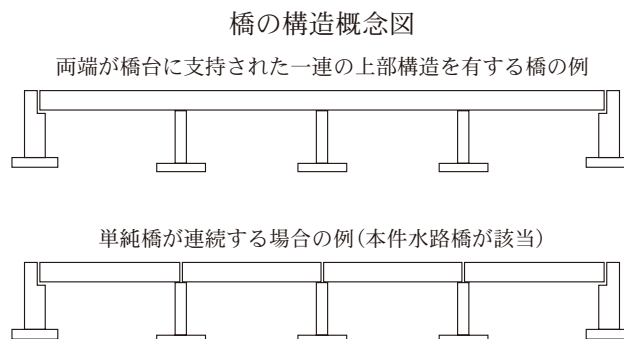 橋の構造概念図
両端が橋台に支持された一連の上部構造を有する橋の例
単純橋が連続する場合の例(本件水路橋が該当)